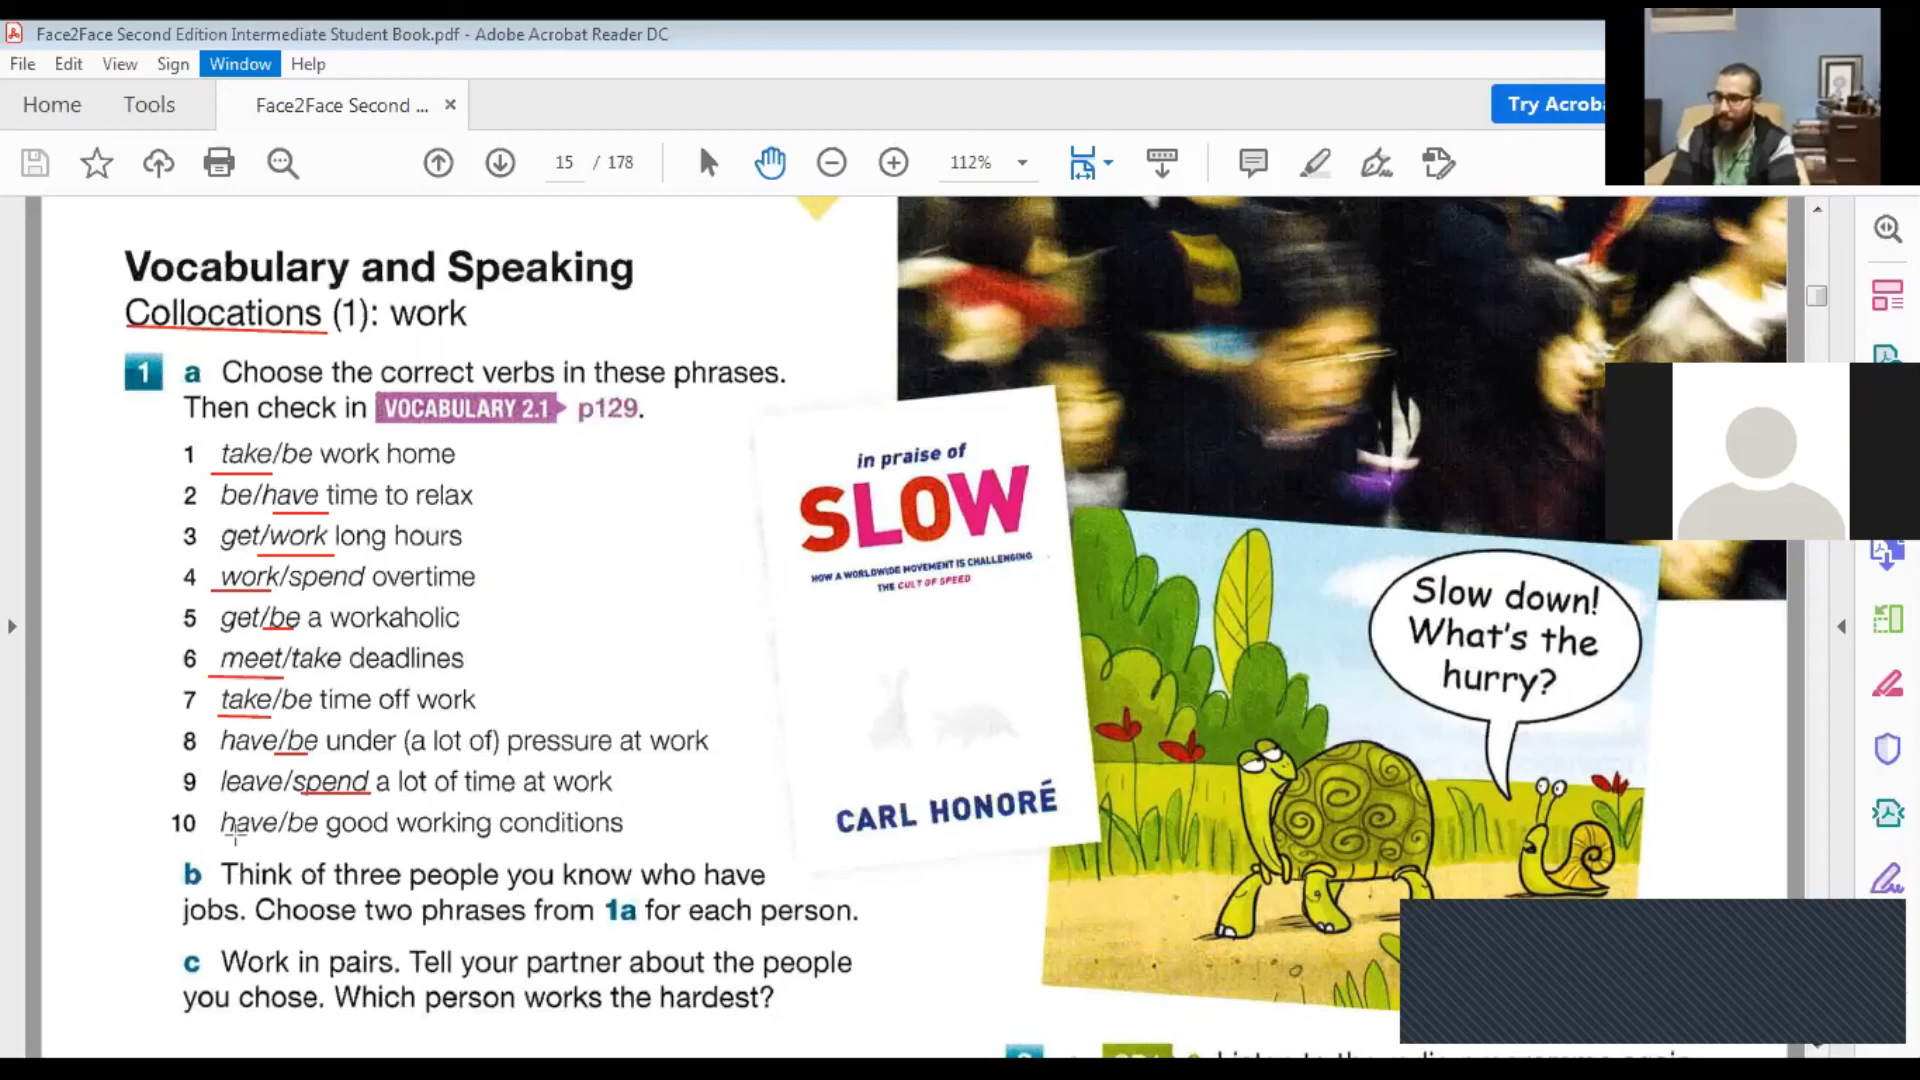 Face2Face Second Edition Intermediate Student Book.pdf - Adobe Acrobat Reader DC
File Edit View Sign Window Help
Home Tools Face2Face Second ... ×
Try Acroba
15 / 178
112%
Vocabulary and Speaking
Collocations (1): work
1 a Choose the correct verbs in these phrases.
Then check in VOCABULARY 2.1 p129.
1 take/be work home
2 be/have time to relax
3 get/work long hours
4 work/spend overtime
5 get/be a workaholic
6 meet/take deadlines
7 take/be time off work
8 have/be under (a lot of) pressure at work
9 leave/spend a lot of time at work
10 have/be good working conditions
b Think of three people you know who have
jobs. Choose two phrases from 1a for each person.
c Work in pairs. Tell your partner about the people
you chose. Which person works the hardest?
in praise of
SLOW
HOW A WORLDWIDE MOVEMENT IS CHALLENGING
THE CULT OF SPEED
CARL HONORÉ
Slow down!
What's the
hurry?